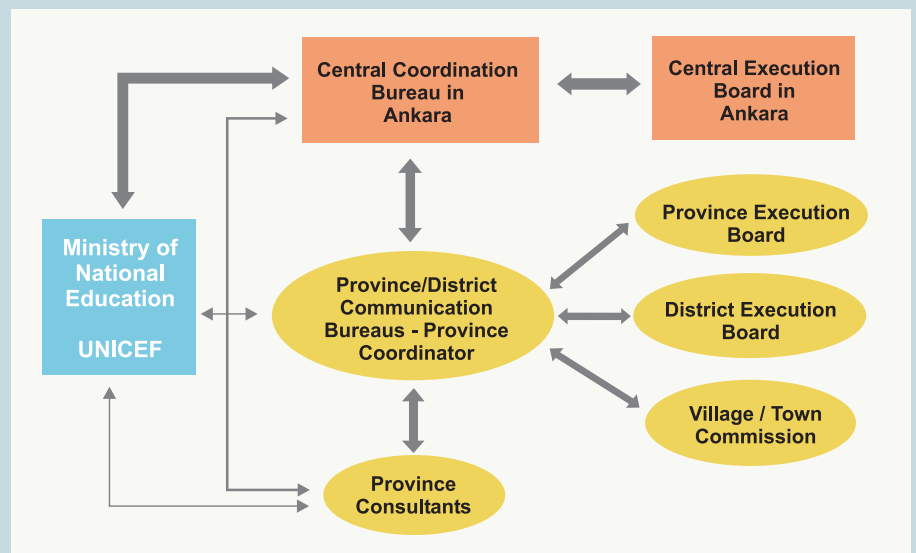 Central Coordination
Bureau in
Ankara
Central Execution
Board in
Ankara
Ministry of
National
Education
UNICEF
Province/District
Communication
Bureaus - Province
Coordinator
Province Execution
Board
District Execution
Board
Village / Town
Commission
Province
Consultants